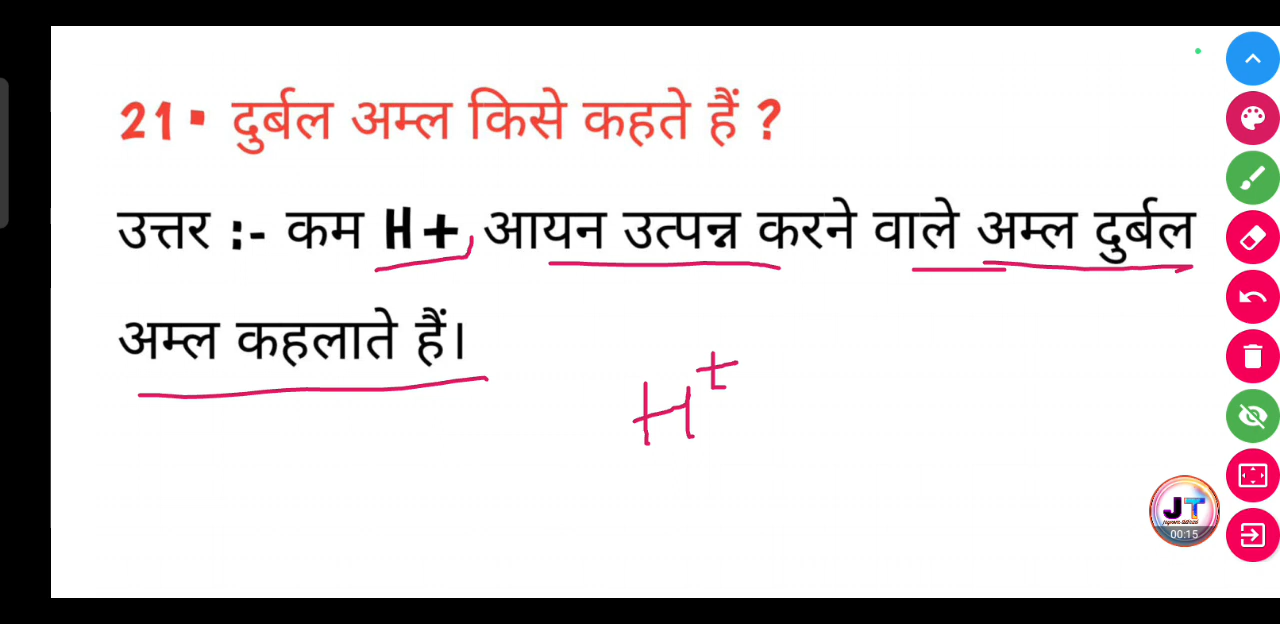 21. दुर्बल अम्ल किसे कहते हैं ?
उत्तर :- कम H+ आयन उत्पन्न करने वाले अम्ल दुर्बल
अम्ल कहलाते हैं।
H+
JT
00:15